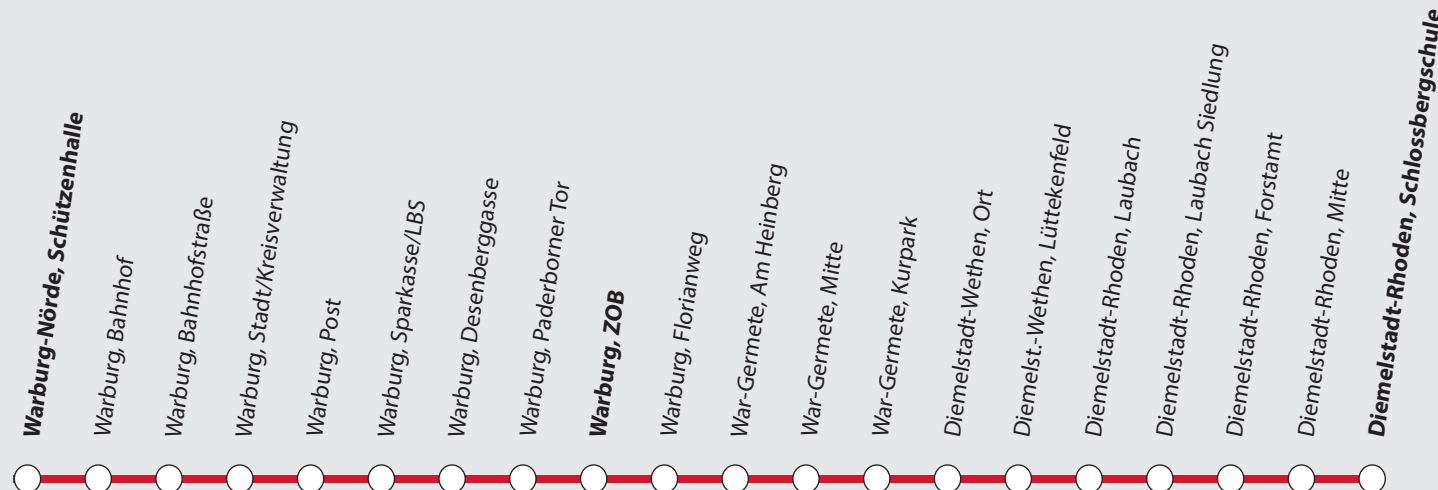 Warburg-Nörde, Schützenhalle
Warburg, Bahnhof
Warburg, Bahnhofstraße
Warburg, Stadt/Kreisverwaltung
Warburg, Post
Warburg, Sparkasse/LBS
Warburg, Desenberggasse
Warburg, Paderborner Tor
Warburg, ZOB
Warburg, Florianweg
War-Germete, Am Heinberg
War-Germete, Mitte
War-Germete, Kurpark
Diemelstadt-Wethen, Ort
Diemelst.-Wethen, Lüttekenfeld
Diemelstadt-Rhoden, Laubach
Diemelstadt-Rhoden, Laubach Siedlung
Diemelstadt-Rhoden, Forstamt
Diemelstadt-Rhoden, Mitte
Diemelstadt-Rhoden, Schlossbergschule